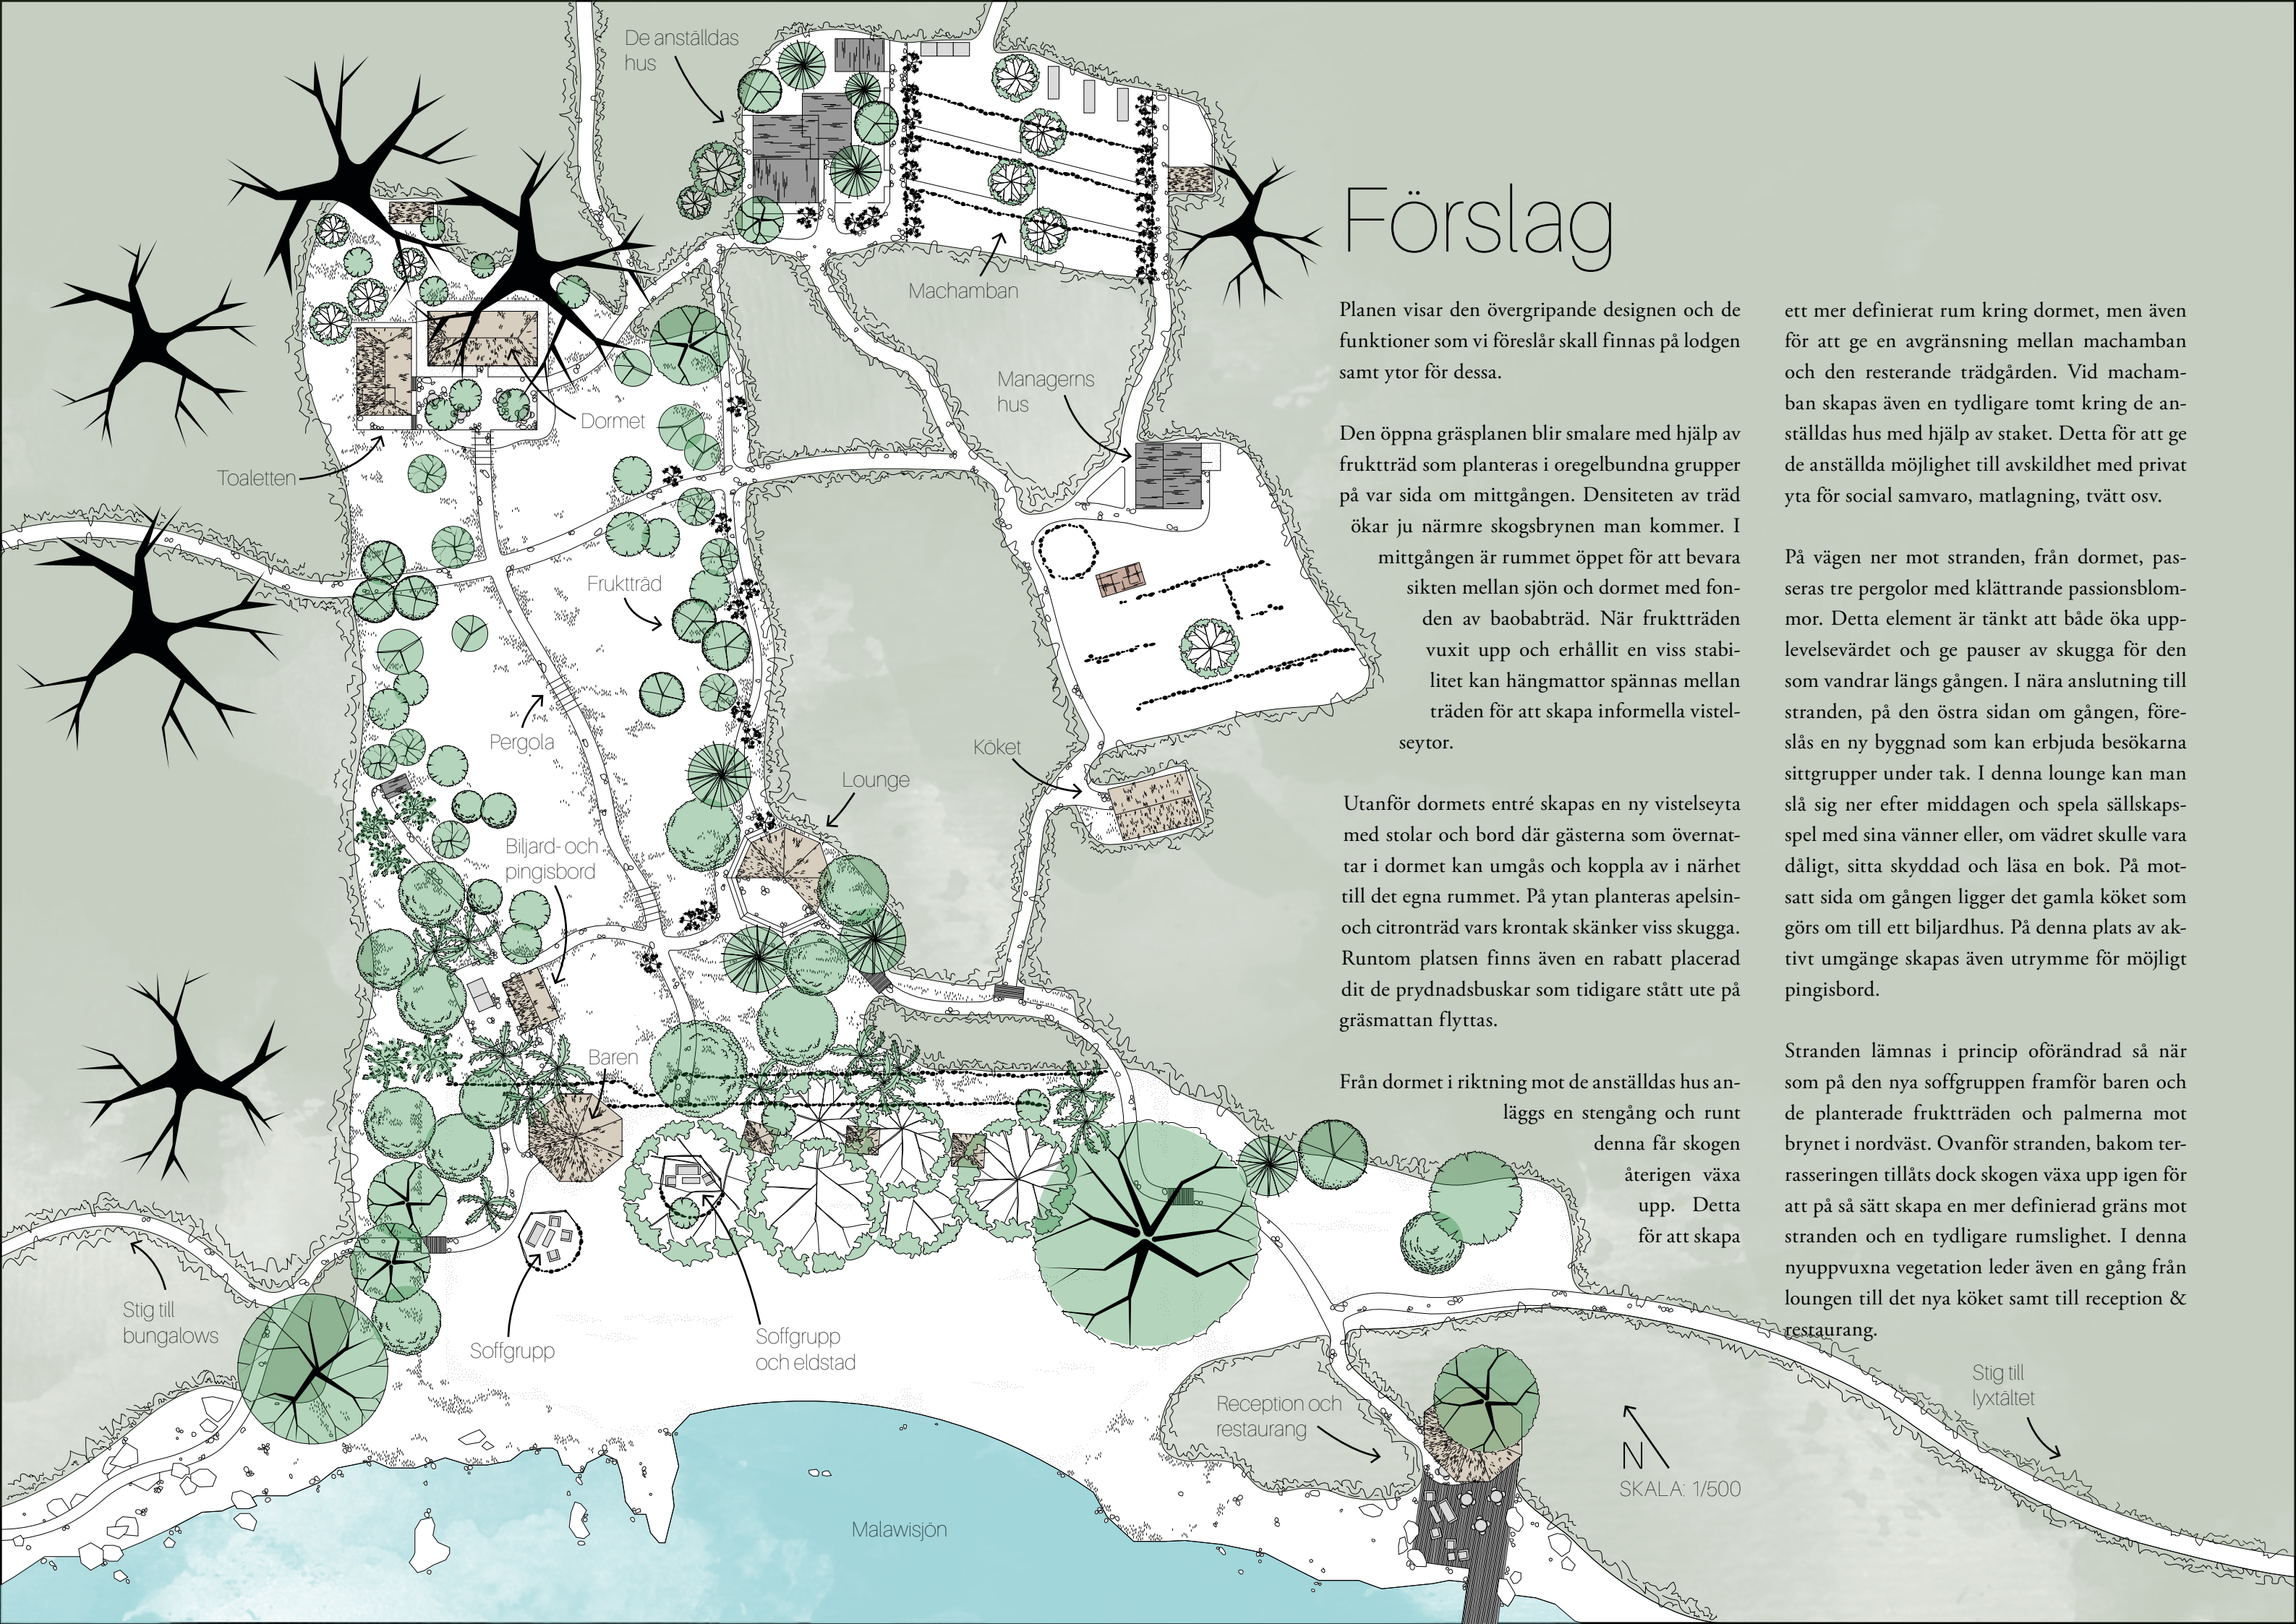 De anställdas
hus
Machamban
Managerns
hus
Dormet
Toaletten
Fruktträd
Pergola
Köket
Lounge
Biljard- och
pingisbord
Baren
Stig till
bungalows
Soffgrupp
Soffgrupp
och eldstad
Reception och
restaurang
Malawisjön
N
SKALA: 1/500
Stig till
lyxtältet
Förslag
Planen visar den övergripande designen och de
funktioner som vi föreslår skall finnas på lodgen
samt ytor för dessa.
Den öppna gräsplanen blir smalare med hjälp av
fruktträd som planteras i oregelbundna grupper
på var sida om mittgången. Densiteten av träd
ökar ju närmre skogsbrynen man kommer. I
mittgången är rummet öppet för att bevara
sikten mellan sjön och dormet med fon-
den av baobabträd. När fruktträden
vuxit upp och erhållit en viss stabi-
litet kan hängmattor spännas mellan
träden för att skapa informella vistel-
seytor.
Utanför dormets entré skapas en ny vistelseyta
med stolar och bord där gästerna som övernat-
tar i dormet kan umgås och koppla av i närhet
till det egna rummet. På ytan planteras apelsin-
och citronträd vars krontak skänker viss skugga.
Runtom platsen finns även en rabatt placerad
dit de prydnadsbuskar som tidigare stått ute på
gräsmattan flyttas.
Från dormet i riktning mot de anställdas hus an-
läggs en stengång och runt
denna får skogen
återigen växa
upp. Detta
för att skapa
ett mer definierat rum kring dormet, men även
för att ge en avgränsning mellan machamban
och den resterande trädgården. Vid macham-
ban skapas även en tydligare tomt kring de an-
ställdas hus med hjälp av staket. Detta för att ge
de anställda möjlighet till avskildhet med privat
yta för social samvaro, matlagning, tvätt osv.
På vägen ner mot stranden, från dormet, pas-
seras tre pergolor med klättrande passionsblom-
mor. Detta element är tänkt att både öka upp-
levelsevärdet och ge pauser av skugga för den
som vandrar längs gången. I nära anslutning till
stranden, på den östra sidan om gången, före-
slås en ny byggnad som kan erbjuda besökarna
sittgrupper under tak. I denna lounge kan man
slå sig ner efter middagen och spela sällskaps-
spel med sina vänner eller, om vädret skulle vara
dåligt, sitta skyddad och läsa en bok. På mot-
satt sida om gången ligger det gamla köket som
görs om till ett biljardhus. På denna plats av ak-
tivt umgänge skapas även utrymme för möjligt
pingisbord.
Stranden lämnas i princip oförändrad så när
som på den nya soffgruppen framför baren och
de planterade fruktträden och palmerna mot
brynet i nordväst. Ovanför stranden, bakom ter-
rasseringen tillåts dock skogen växa upp igen för
att på så sätt skapa en mer definierad gräns mot
stranden och en tydligare rumslighet. I denna
nyuppvuxna vegetation leder även en gång från
loungen till det nya köket samt till reception &
restaurang.